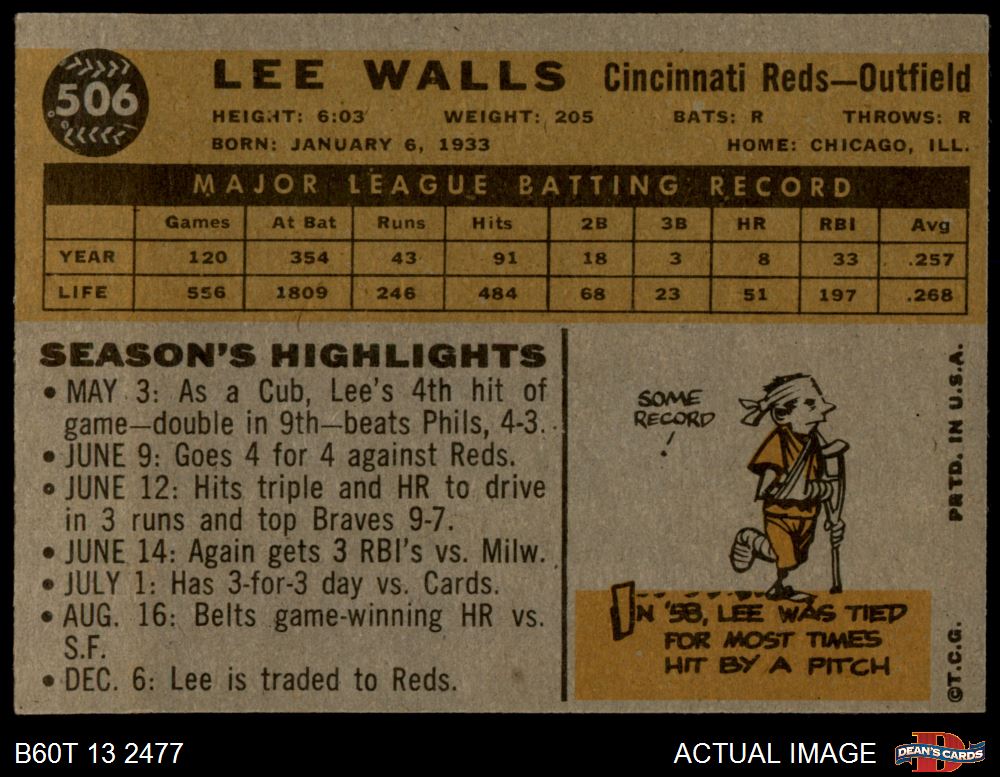 506
LEE WALLS Cincinnati Reds—Outfield
HEIGHT: 6:03 WEIGHT: 205 BATS: R THROWS: R
BORN: JANUARY 6, 1933 HOME: CHICAGO, ILL.
MAJOR LEAGUE BATTING RECORD
Games At Bat Runs Hits 2B 3B HR RBI Avg
YEAR 120 354 43 91 18 3 8 33 .257
LIFE 556 1809 246 484 68 23 51 197 .268
SEASON'S HIGHLIGHTS
• MAY 3: As a Cub, Lee's 4th hit of
game—double in 9th—beats Phils, 4-3.
• JUNE 9: Goes 4 for 4 against Reds.
• JUNE 12: Hits triple and HR to drive
in 3 runs and top Braves 9-7.
• JUNE 14: Again gets 3 RBI's vs. Milw.
• JULY 1: Has 3-for-3 day vs. Cards.
• AUG. 16: Belts game-winning HR vs.
S.F.
• DEC. 6: Lee is traded to Reds.
SOME
RECORD
!
IN '58, LEE WAS TIED
FOR MOST TIMES
HIT BY A PITCH
©T.C.G. PRTD. IN U.S.A.
B60T 13 2477 ACTUAL IMAGE
DEAN'S CARDS